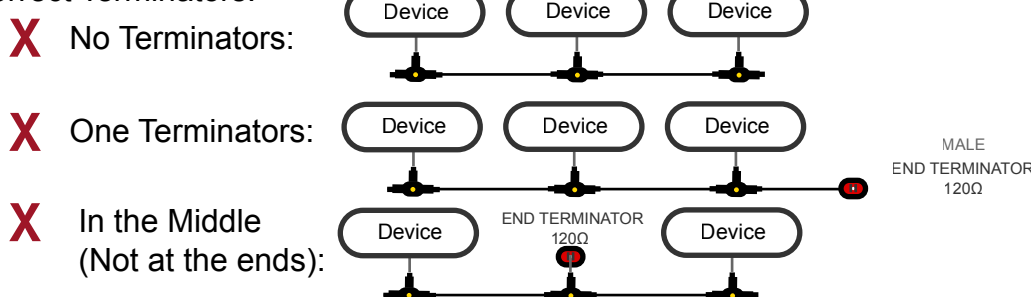 Terminators:
X No Terminators:
Device Device Device
X One Terminators:
Device Device Device
MALE
END TERMINATOR
120Ω
X In the Middle
(Not at the ends):
Device
END TERMINATOR
120Ω
Device